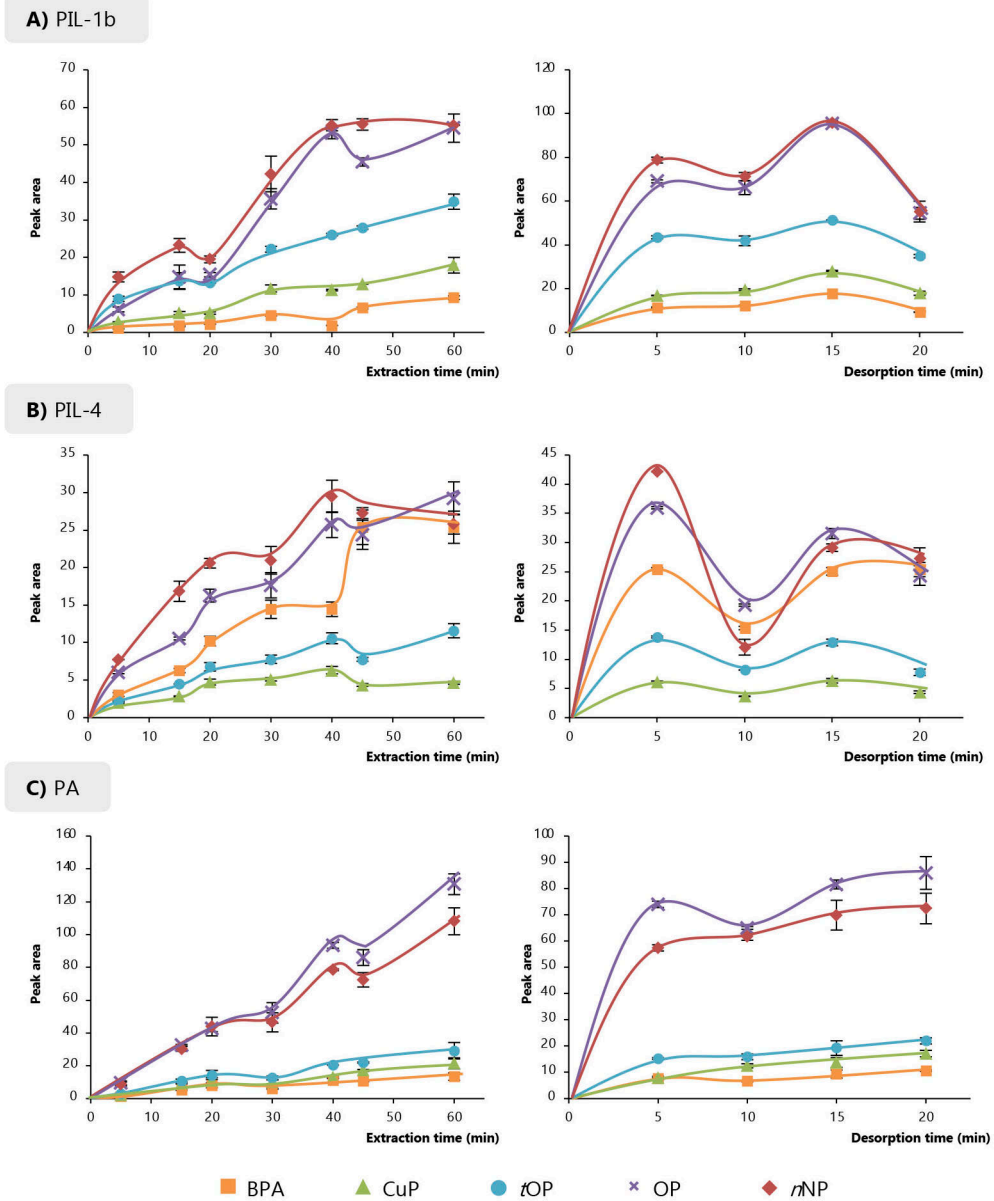 A) PIL-1b
70
60
50
40
30
20
10
0
Peak area
0 10 20 30 40 50 60
Extraction time (min)
120
100
80
60
40
20
0
Peak area
0 5 10 15 20
Desorption time (min)
B) PIL-4
35
30
25
20
15
10
5
0
Peak area
0 10 20 30 40 50 60
Extraction time (min)
45
40
35
30
25
20
15
10
5
0
Peak area
0 5 10 15 20
Desorption time (min)
C) PA
160
140
120
100
80
60
40
20
0
Peak area
0 10 20 30 40 50 60
Extraction time (min)
100
90
80
70
60
50
40
30
20
10
0
Peak area
0 5 10 15 20
Desorption time (min)
BPA CuP tOP OP nNP